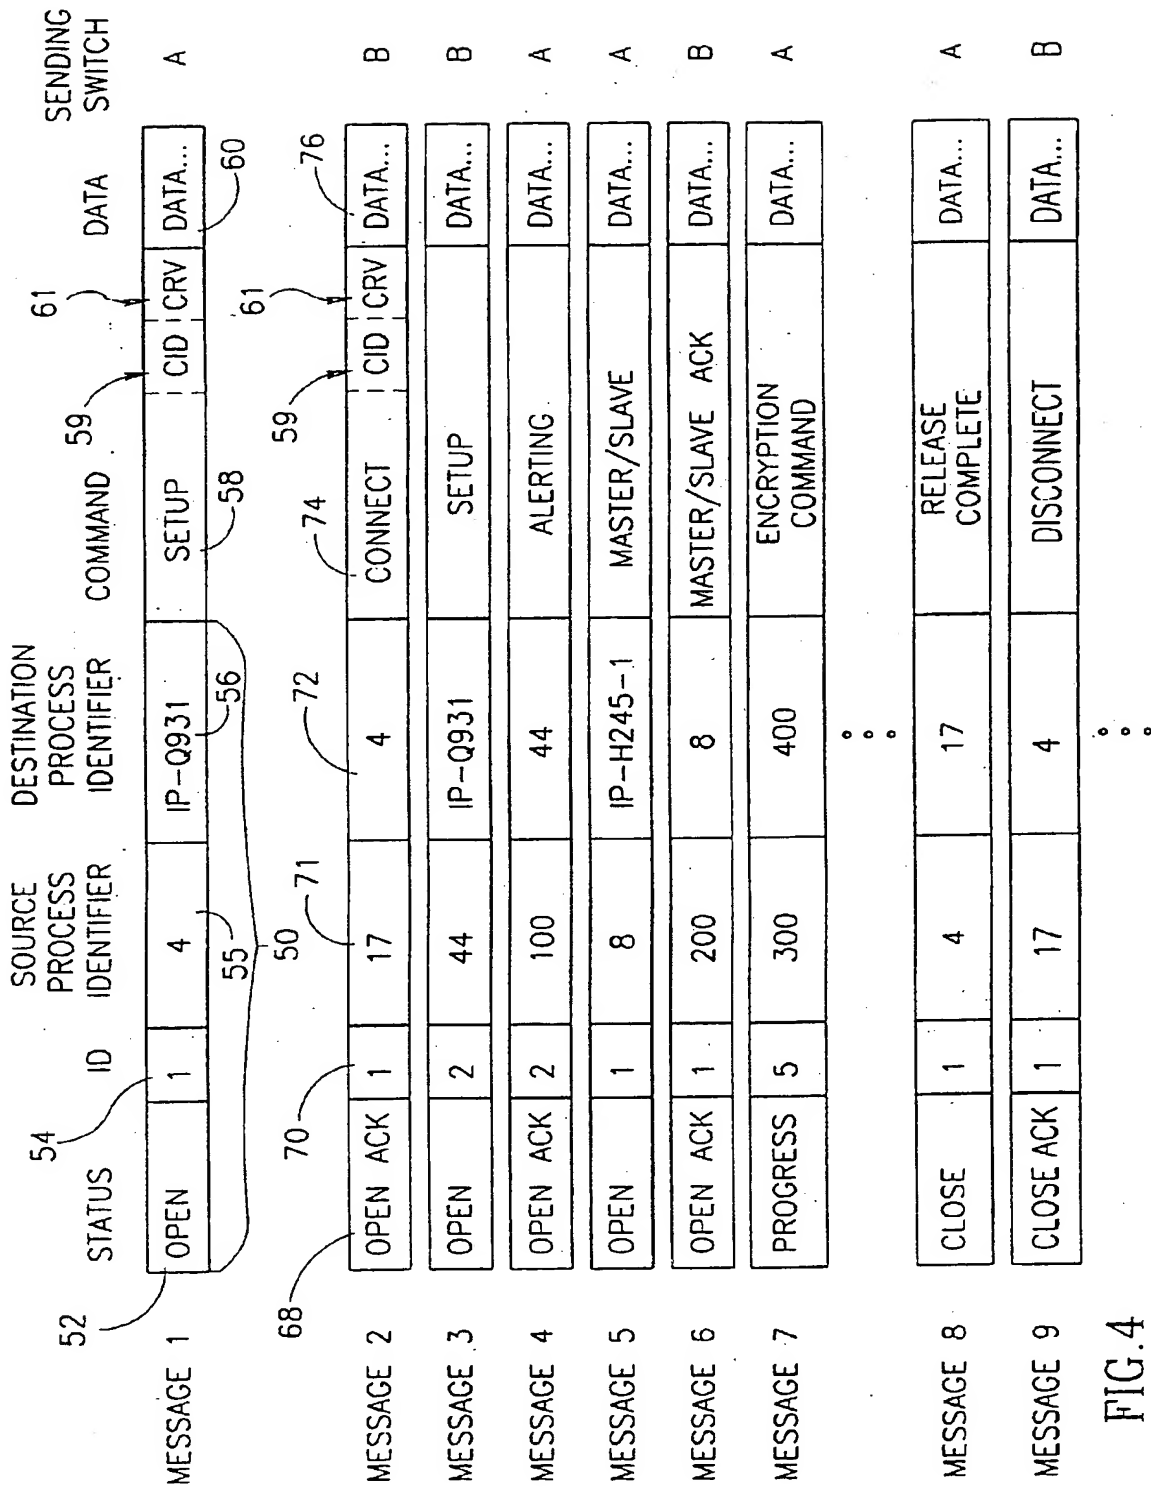 STATUS
ID
SOURCE
PROCESS
IDENTIFIER
DESTINATION
PROCESS
IDENTIFIER
COMMAND
DATA
SENDING
SWITCH
52
54
59
61
MESSAGE 1 OPEN 1 4 IP-Q931 SETUP CID CRV DATA... A
55
56
58
60
50
68
70
71
72
74
59
61
76
MESSAGE 2 OPEN ACK 1 17 4 CONNECT CID CRV DATA... B
MESSAGE 3 OPEN 2 44 IP-Q931 SETUP DATA... B
MESSAGE 4 OPEN ACK 2 100 44 ALERTING DATA... A
MESSAGE 5 OPEN 1 8 IP-H245-1 MASTER/SLAVE DATA... A
MESSAGE 6 OPEN ACK 1 200 8 MASTER/SLAVE ACK DATA... B
MESSAGE 7 PROGRESS 5 300 400 ENCRYPTION
COMMAND DATA... A
MESSAGE 8 CLOSE 1 4 17 RELEASE
COMPLETE DATA... A
MESSAGE 9 CLOSE ACK 1 17 4 DISCONNECT DATA... B
FIG.4